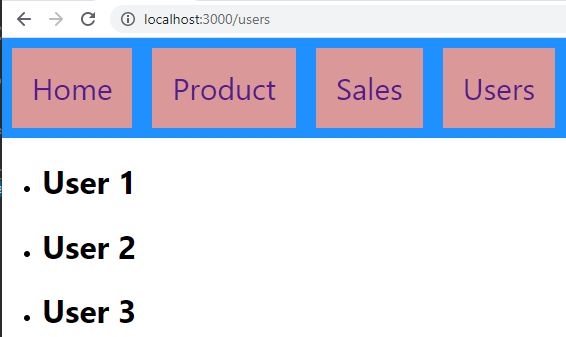 localhost:3000/users
Home Product Sales Users
User 1
User 2
User 3